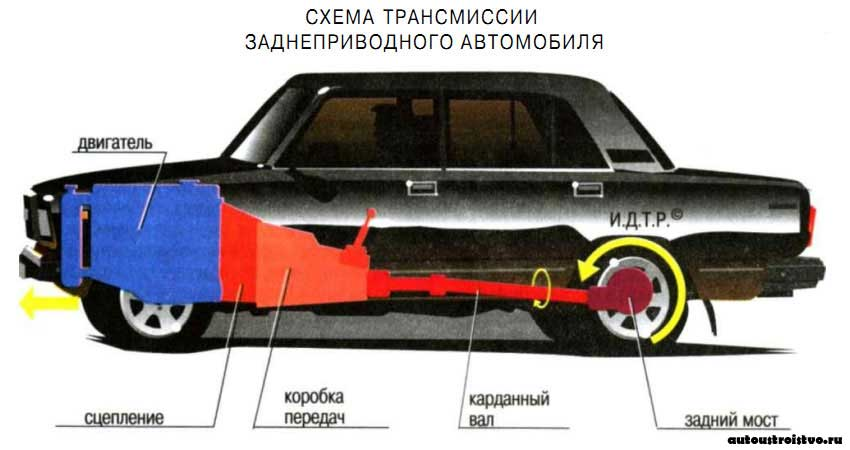 СХЕМА ТРАНСМИССИИ
ЗАДНЕПРИВОДНОГО АВТОМОБИЛЯ
двигатель
И.Д.Т.Р.©
сцепление
коробка
передач
карданный
вал
задний мост
autoustroistvo.ru